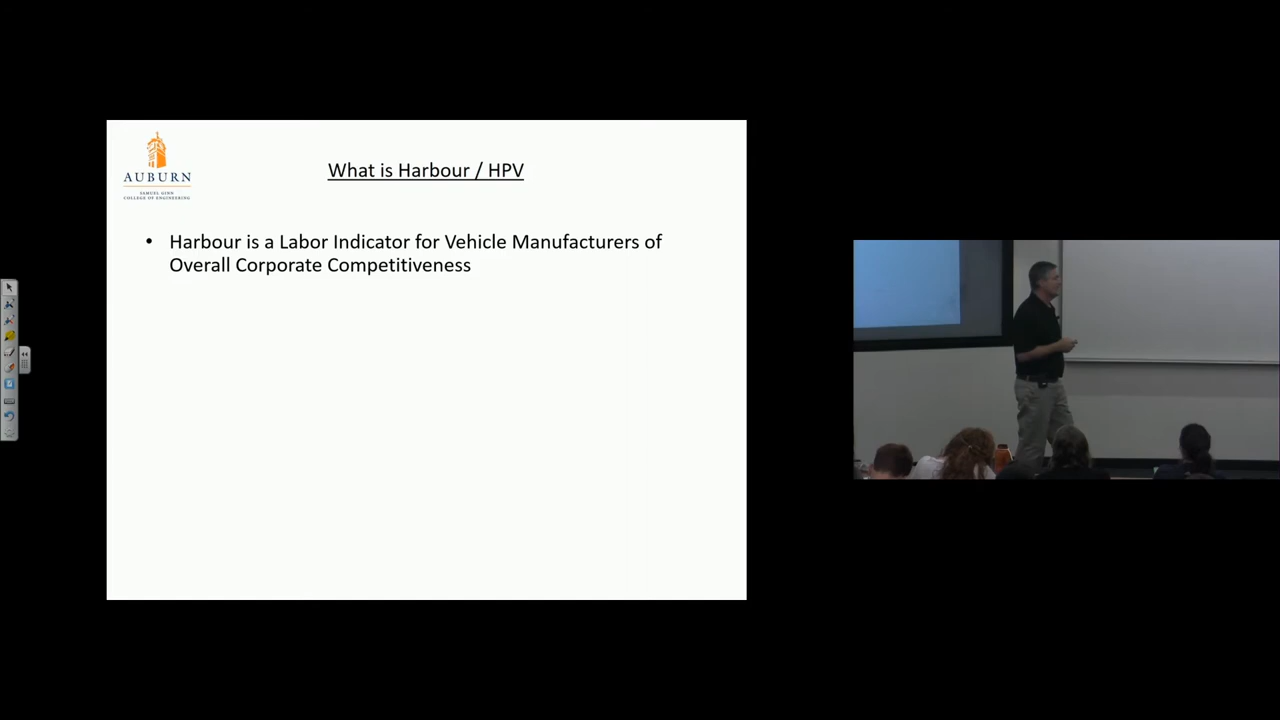 AUBURN
SAMUEL GINN
COLLEGE OF ENGINEERING
What is Harbour / HPV
• Harbour is a Labor Indicator for Vehicle Manufacturers of
Overall Corporate Competitiveness